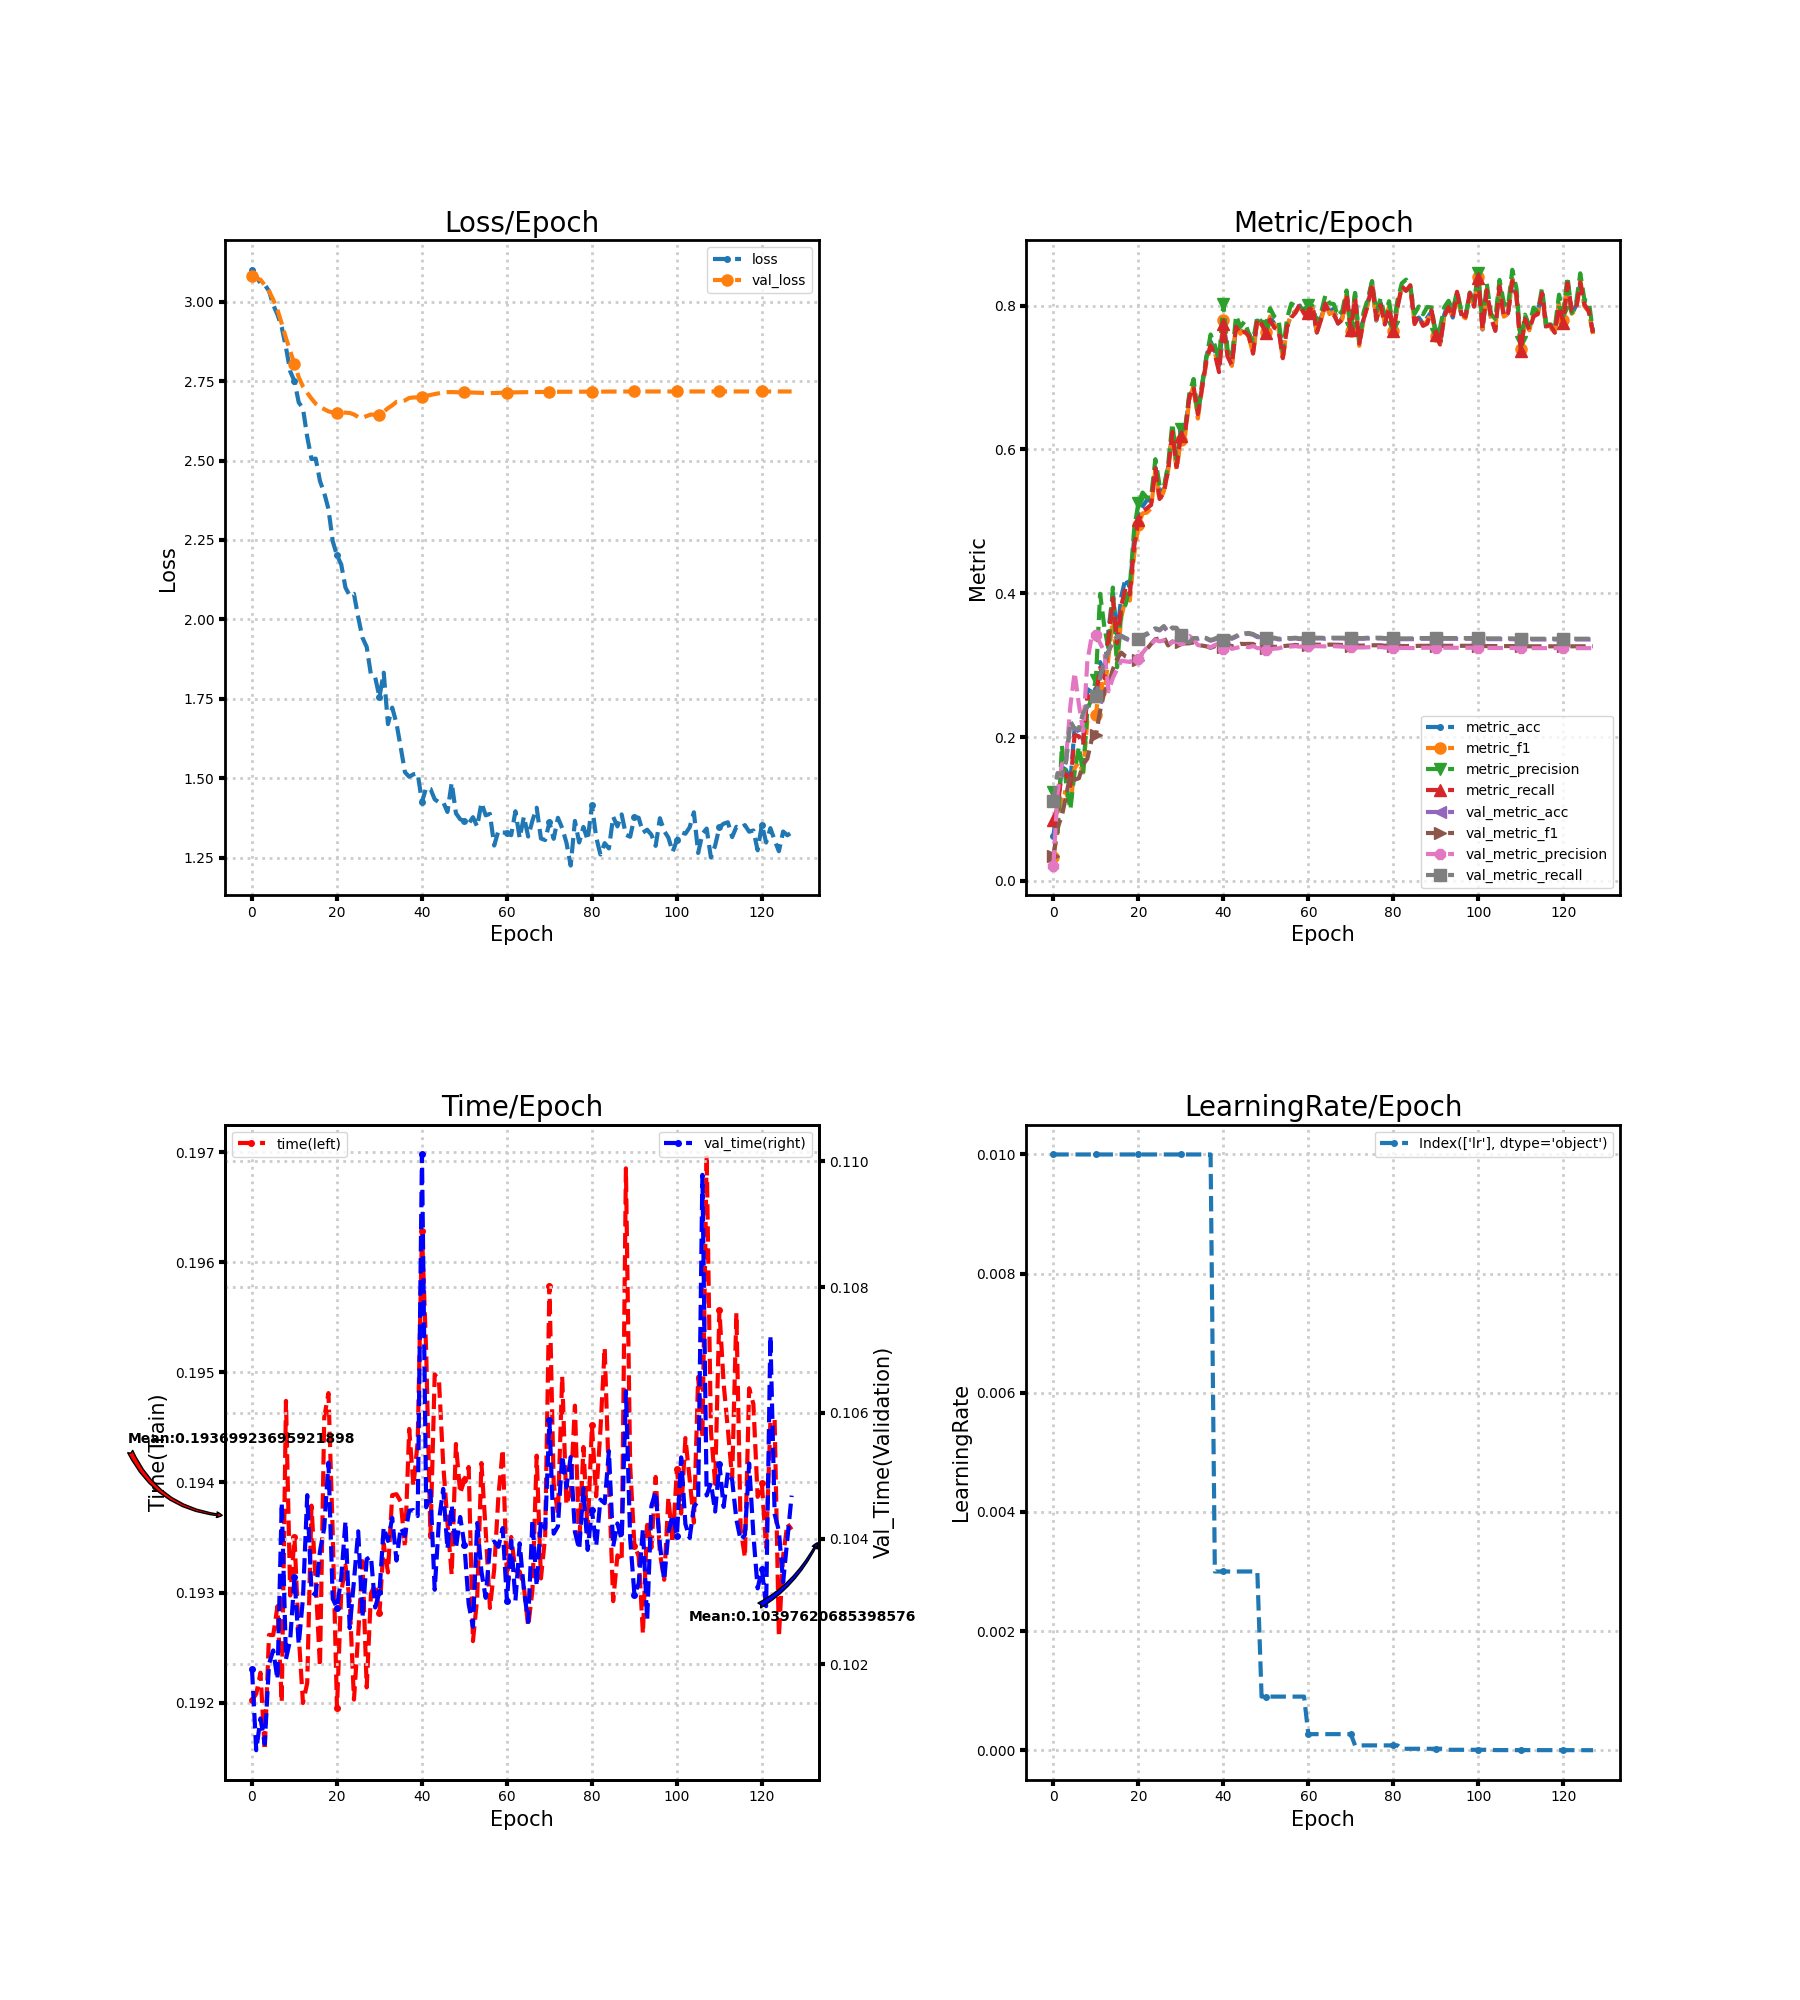 Loss/Epoch
loss
val_loss
3.00
2.75
2.50
2.25
2.00
1.75
1.50
1.25
Loss
0 20 40 60 80 100 120
Epoch
Metric/Epoch
0.8
0.6
0.4
0.2
0.0
Metric
metric_acc
metric_f1
metric_precision
metric_recall
val_metric_acc
val_metric_f1
val_metric_precision
val_metric_recall
0 20 40 60 80 100 120
Epoch
Time/Epoch
time(left)
val_time(right)
0.197
0.196
0.195
0.194
0.193
0.192
Time(Train)
Mean:0.19369923695921898
0.110
0.108
0.106
0.104
0.102
Val_Time(Validation)
Mean:0.10397620685398576
0 20 40 60 80 100 120
Epoch
LearningRate/Epoch
Index(['lr'], dtype='object')
0.010
0.008
0.006
0.004
0.002
0.000
LearningRate
0 20 40 60 80 100 120
Epoch